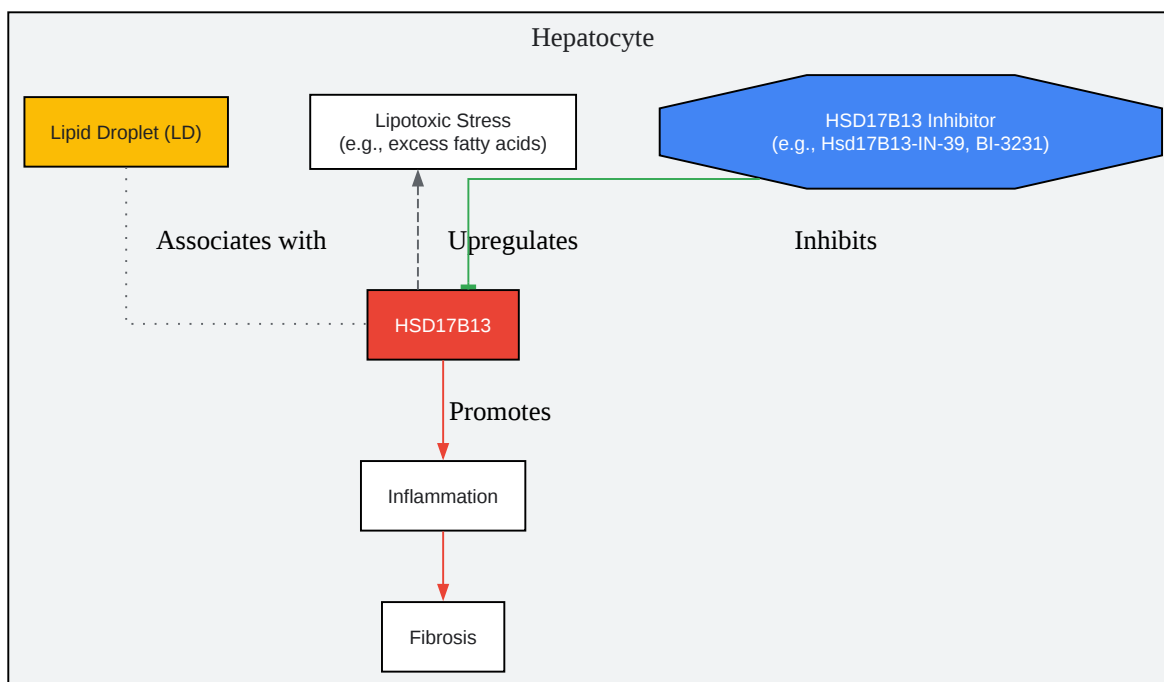 Hepatocyte
Lipid Droplet (LD)
Lipotoxic Stress
(e.g., excess fatty acids)
HSD17B13 Inhibitor
(e.g., Hsd17B13-IN-39, BI-3231)
Associates with
Upregulates
Inhibits
HSD17B13
Promotes
Inflammation
Fibrosis